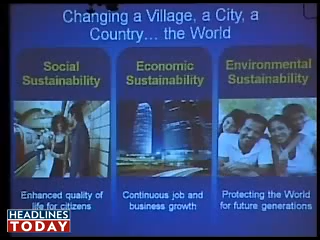 Changing a Village, a City, a
Country... the World
Social
Sustainability
Economic
Sustainability
Environmental
Sustainability
Enhanced quality of
life for citizens
Continuous job and
business growth
Protecting the World
for future generations
HEADLINES
TODAY